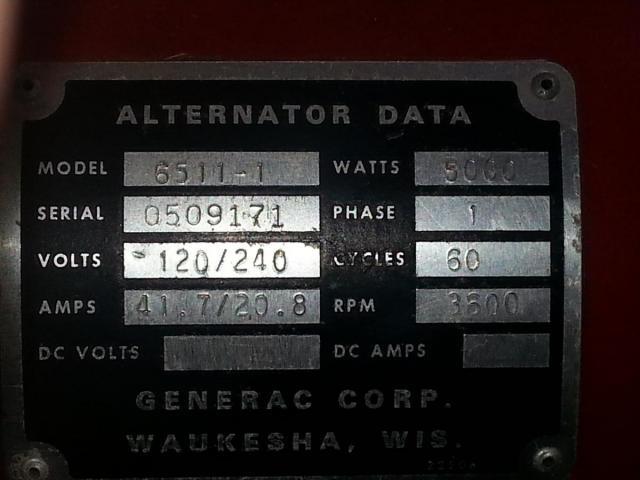 ALTERNATOR DATA
MODEL 6511-1 WATTS 5000
SERIAL 0509171 PHASE 1
VOLTS 120/240 CYCLES 60
AMPS 41.7/20.8 RPM 3600
DC VOLTS DC AMPS
GENERAC CORP.
WAUKESHA, WIS.